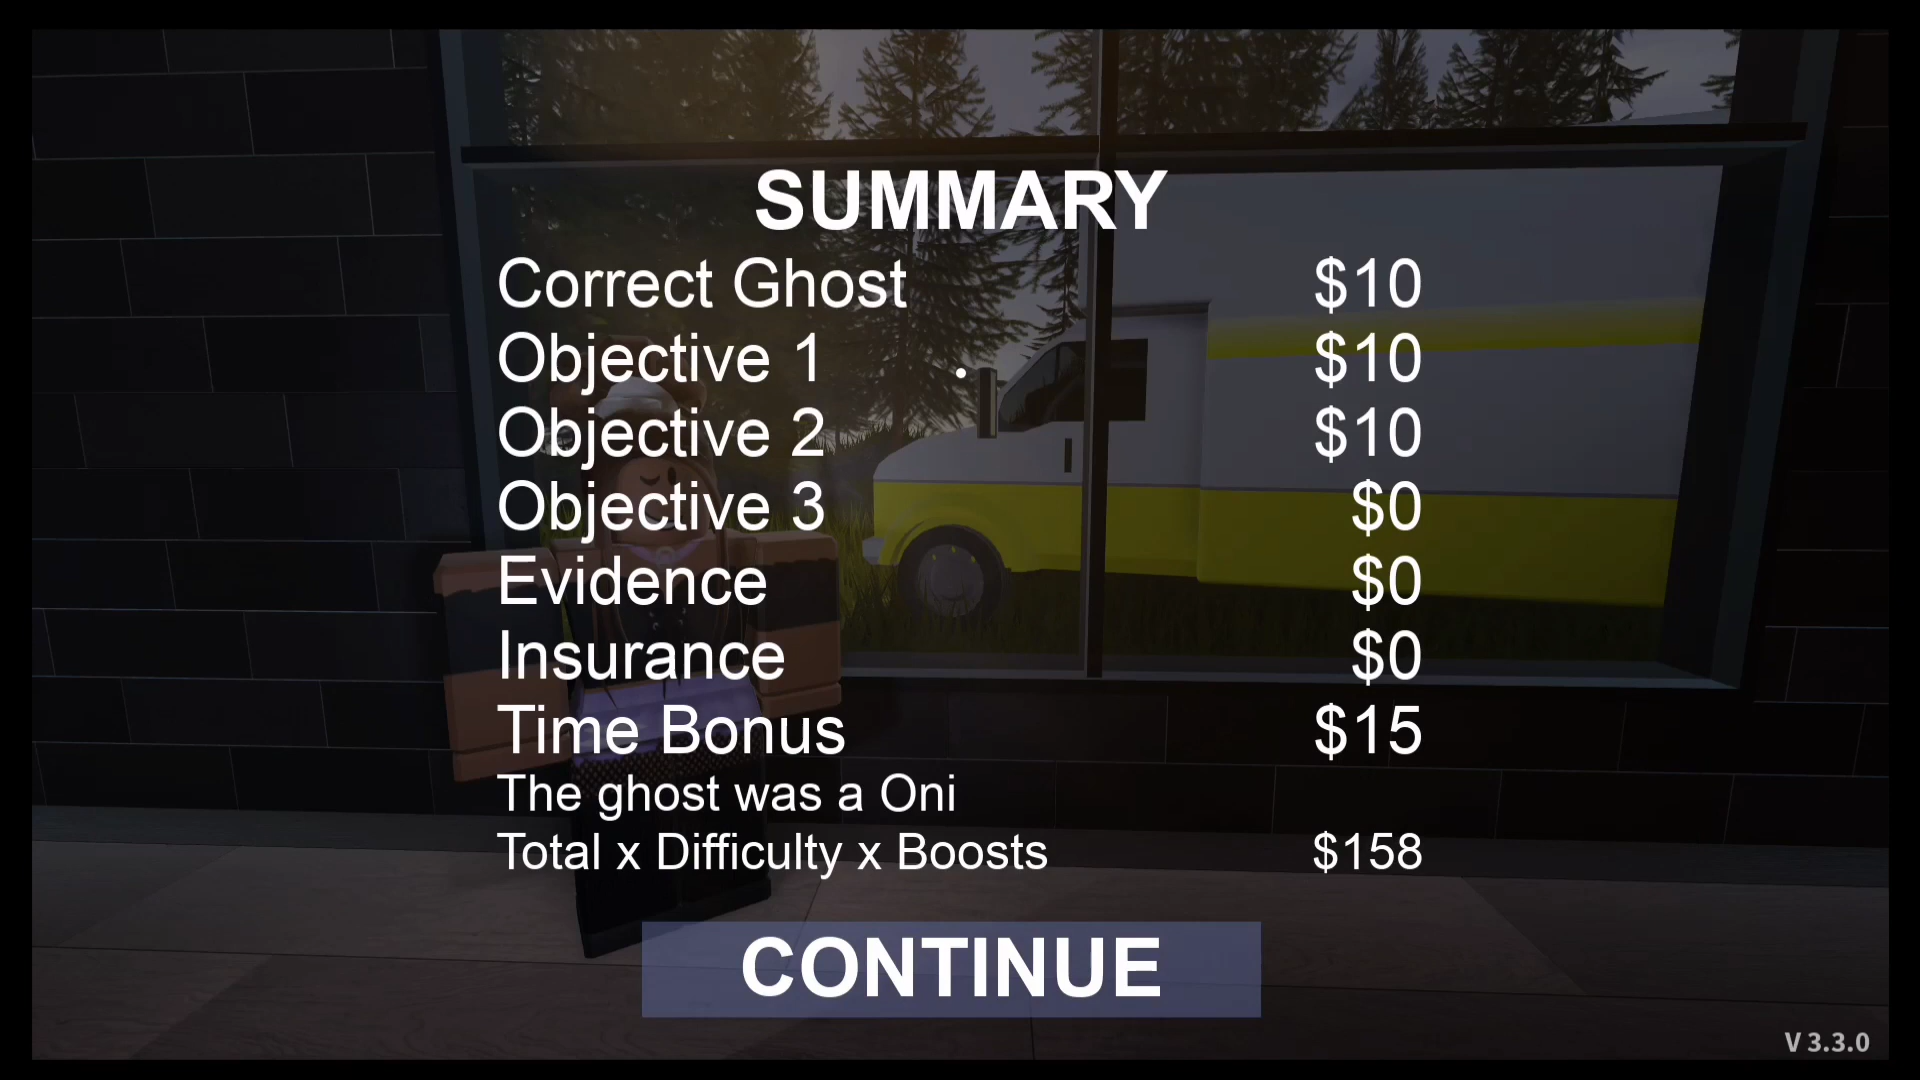 SUMMARY
Correct Ghost $10
Objective 1 $10
Objective 2 $10
Objective 3 $0
Evidence $0
Insurance $0
Time Bonus $15
The ghost was a Oni
Total x Difficulty x Boosts $158
CONTINUE
V 3.3.0